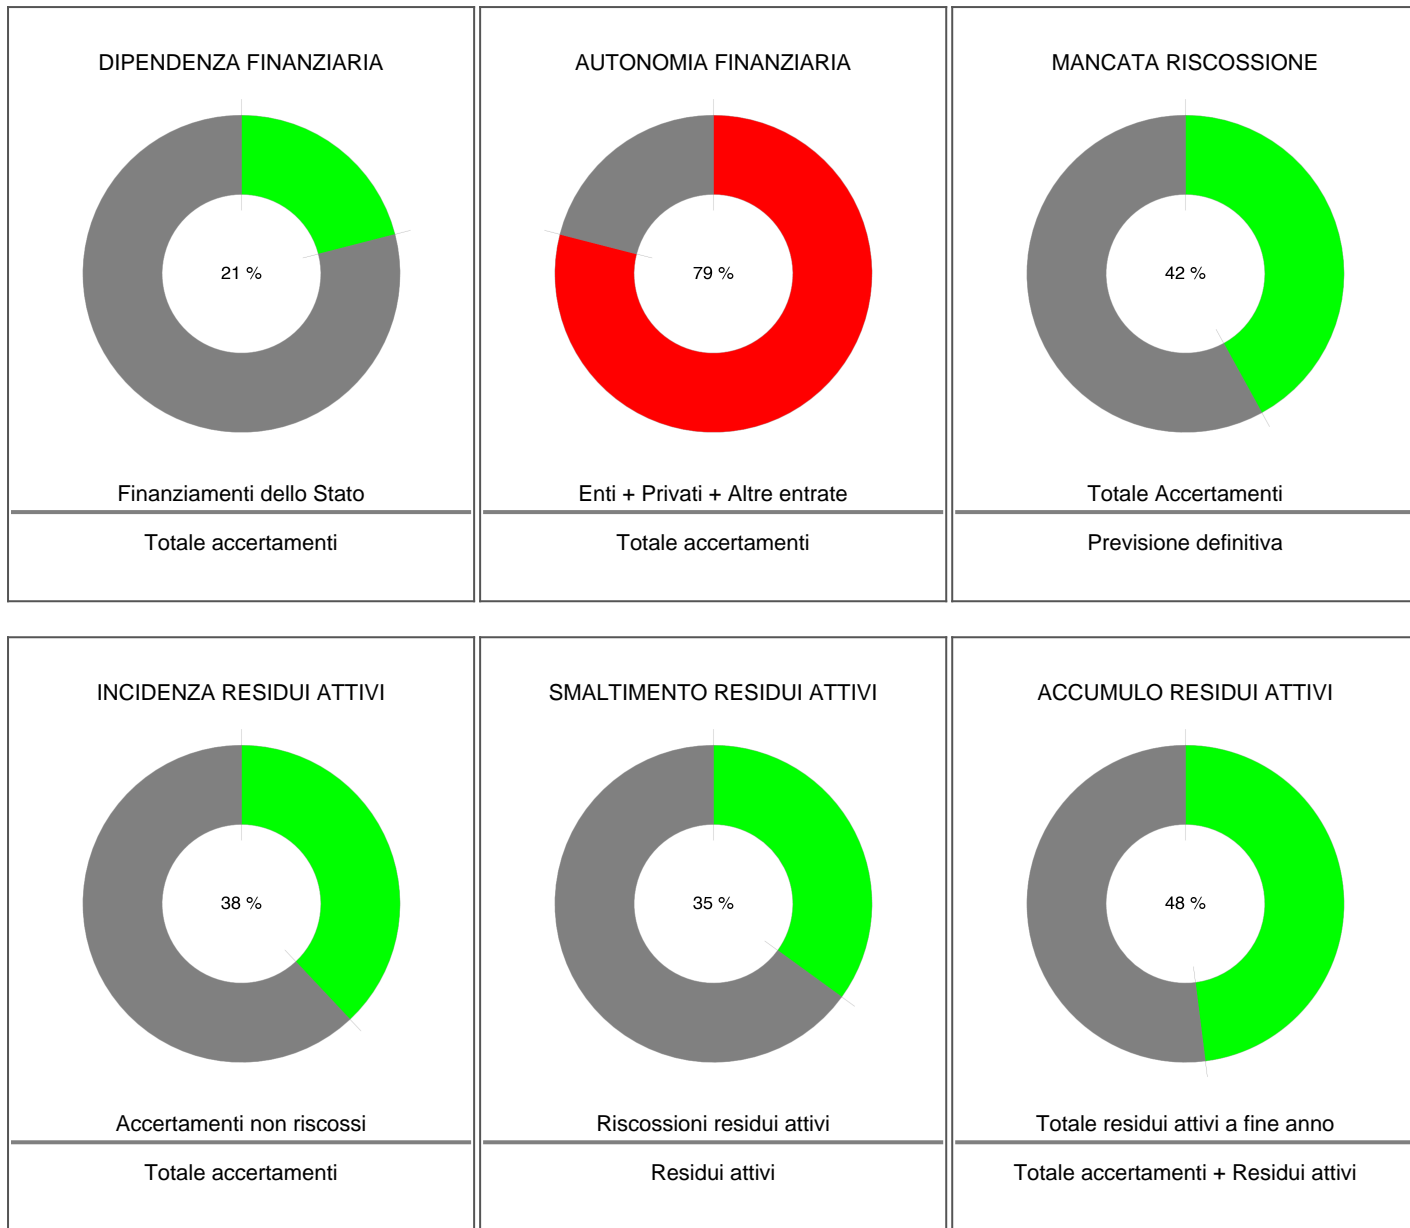 DIPENDENZA FINANZIARIA
21 %
Finanziamenti dello Stato
Totale accertamenti
AUTONOMIA FINANZIARIA
79 %
Enti + Privati + Altre entrate
Totale accertamenti
MANCATA RISCOSSIONE
42 %
Totale Accertamenti
Previsione definitiva
INCIDENZA RESIDUI ATTIVI
38 %
Accertamenti non riscossi
Totale accertamenti
SMALTIMENTO RESIDUI ATTIVI
35 %
Riscossioni residui attivi
Residui attivi
ACCUMULO RESIDUI ATTIVI
48 %
Totale residui attivi a fine anno
Totale accertamenti + Residui attivi